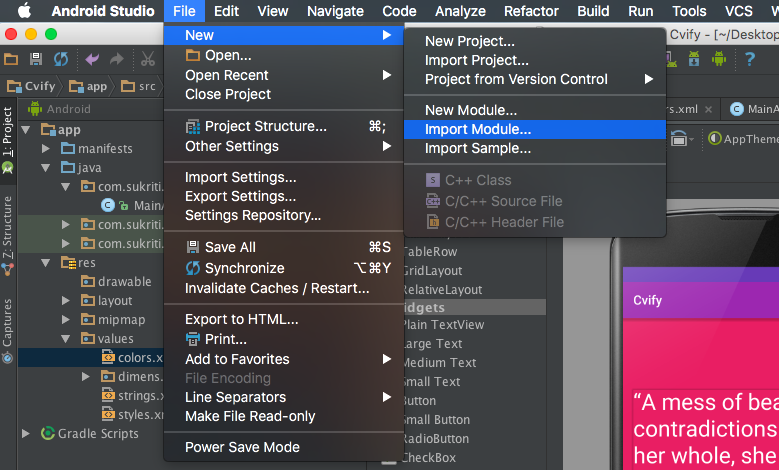 Android Studio File Edit View Navigate Code Analyze Refactor Build Run Tools VCS
Cvify - [~/Desktop
New
Open...
Open Recent
Close Project
Project Structure... ⌘;
Other Settings
Import Settings...
Export Settings...
Settings Repository...
Save All ⌘S
Synchronize ⌥⌘Y
Invalidate Caches / Restart...
Export to HTML...
Print...
Add to Favorites
File Encoding
Line Separators
Make File Read-only
Power Save Mode
New Project...
Import Project...
Project from Version Control
New Module...
Import Module...
Import Sample...
C++ Class
C/C++ Source File
C/C++ Header File
Cvify app src
Android
1: Project
Z: Structure
Captures
app
manifests
java
com.sukriti
MainA
com.sukriti
com.sukriti
res
drawable
layout
mipmap
values
colors.x
dimens.
strings.x
styles.x
Gradle Scripts
rs.xml
MainA
AppTheme
TableRow
GridLayout
RelativeLayout
idgets
Plain TextView
Large Text
Medium Text
Small Text
Button
Small Button
RadioButton
CheckBox
Cvify
“A mess of bea
contradictions
her whole, she